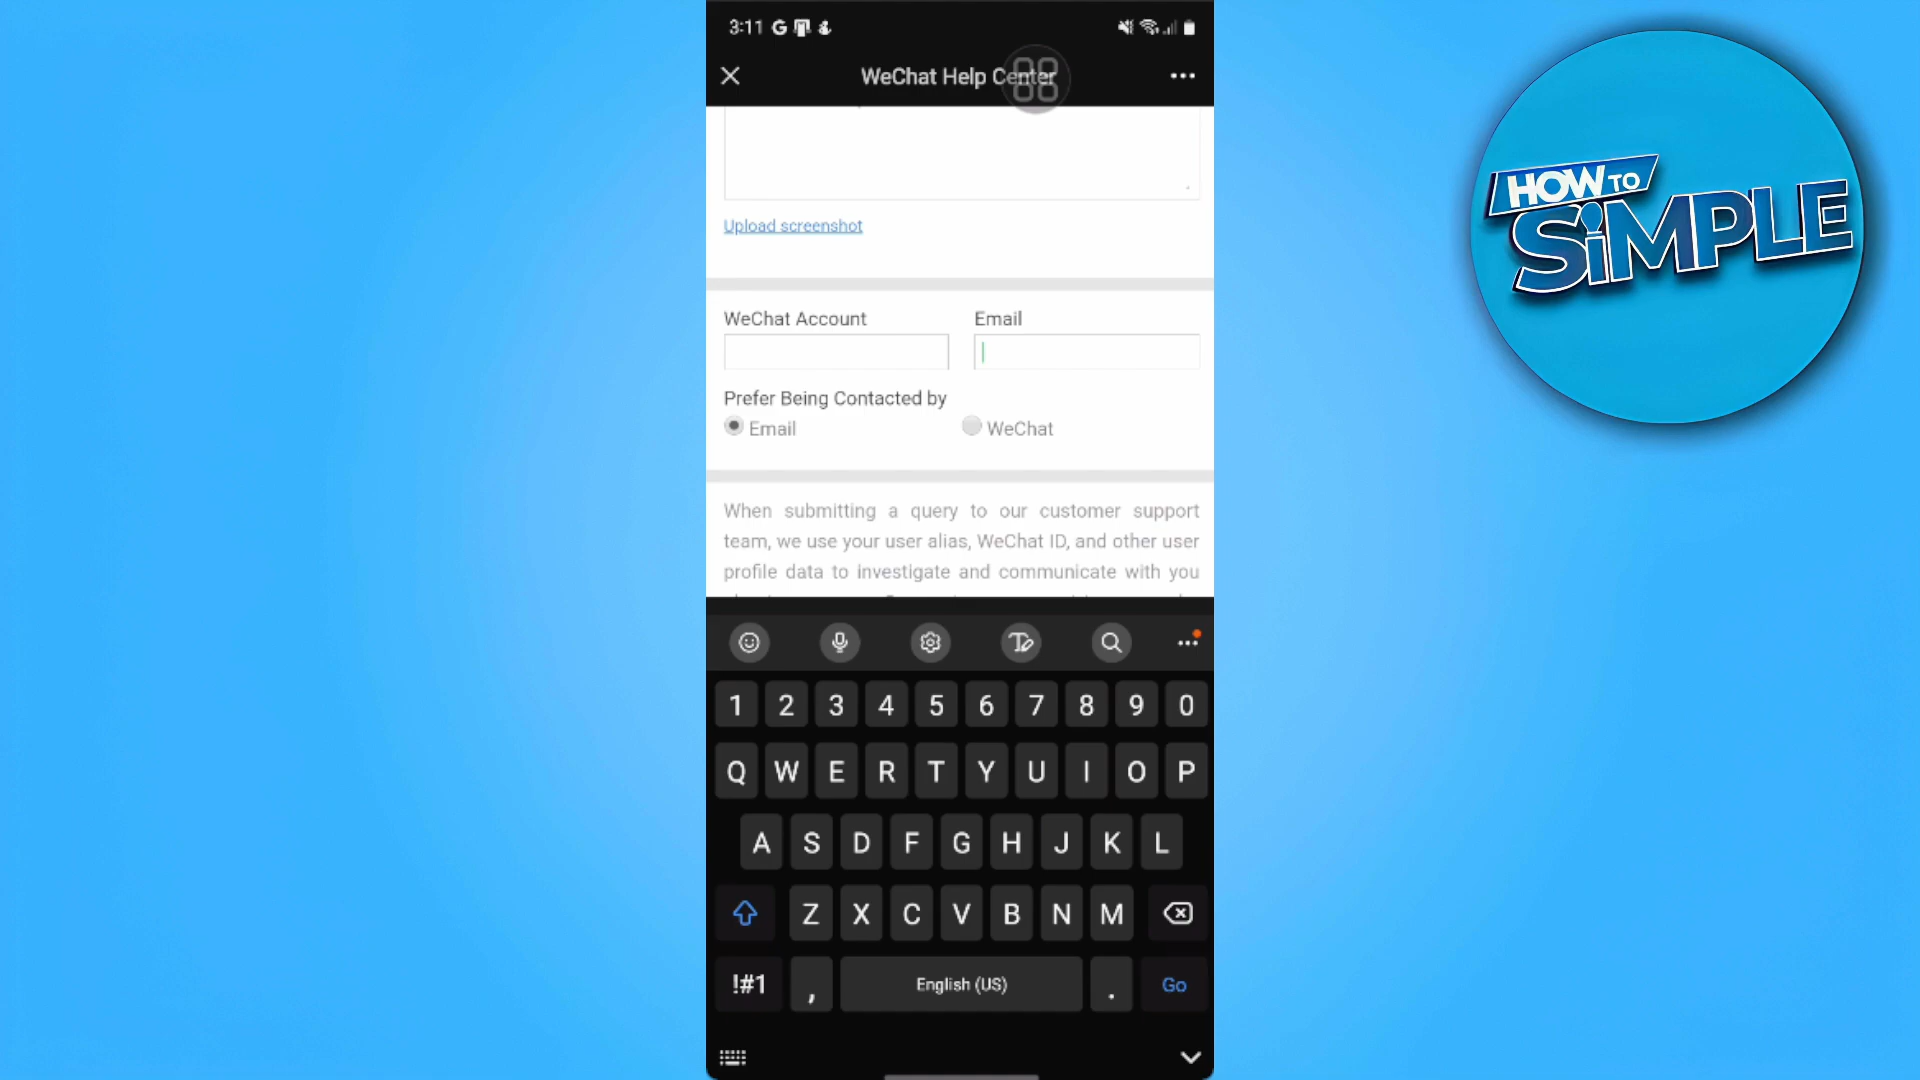 3:11
WeChat Help Center
Upload screenshot
WeChat Account
Email
Prefer Being Contacted by
Email
WeChat
When submitting a query to our customer support
team, we use your user alias, WeChat ID, and other user
profile data to investigate and communicate with you
1 2 3 4 5 6 7 8 9 0
Q W E R T Y U I O P
A S D F G H J K L
Z X C V B N M
!#1 , English (US) . Go
HOW TO
SiMPLE